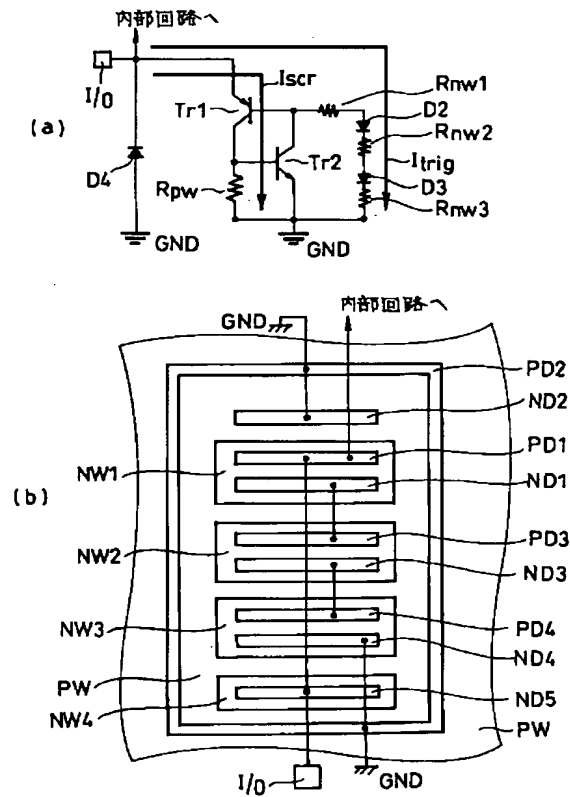 内部回路へ
I/O
Iscr
Rnw1
Tr1
D2
(a)
Rnw2
Tr2
Itrig
D4
D3
Rpw
Rnw3
GND
GND
内部回路へ
GND
PD2
ND2
PD1
NW1
ND1
(b)
PD3
NW2
ND3
PD4
NW3
ND4
PW
ND5
NW4
PW
I/O
GND